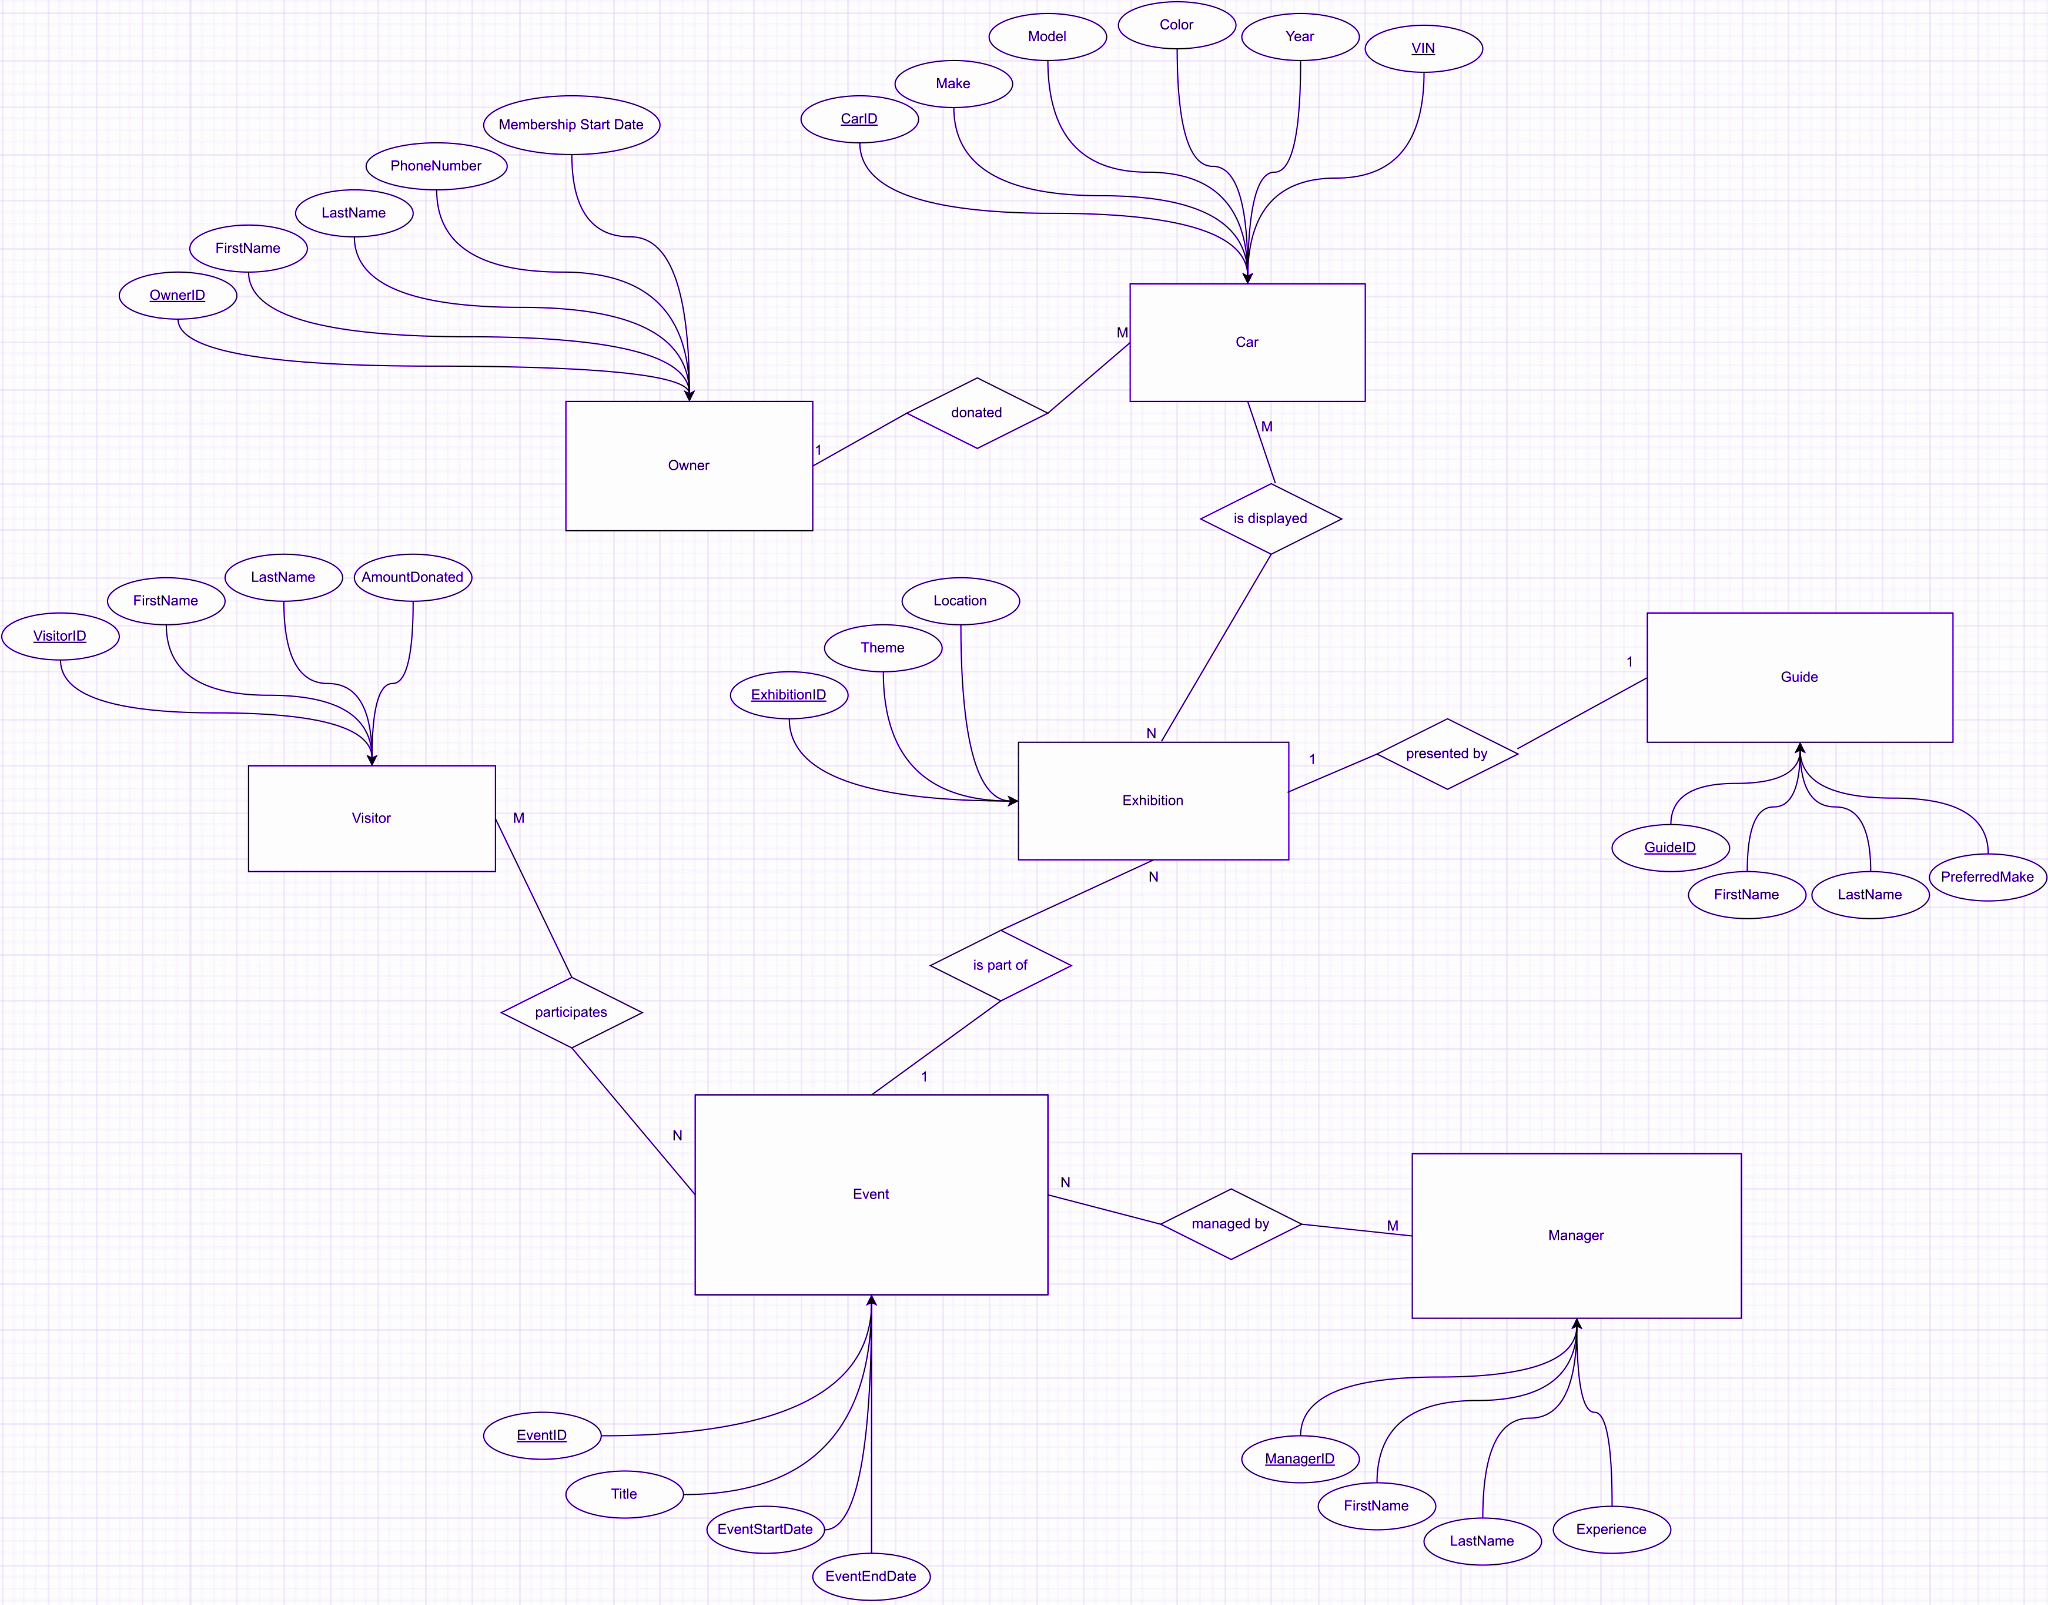 Color
Model
Year
VIN
Make
CarID
Membership Start Date
PhoneNumber
LastName
FirstName
OwnerID
M
Car
donated
1
Owner
M
is displayed
LastName
AmountDonated
FirstName
VisitorID
Location
Theme
ExhibitionID
N
1
Guide
1
presented by
Exhibition
Visitor
M
GuideID
FirstName
LastName
PreferredMake
N
is part of
participates
1
N
Event
N
managed by
M
Manager
EventID
Title
EventStartDate
EventEndDate
ManagerID
FirstName
LastName
Experience